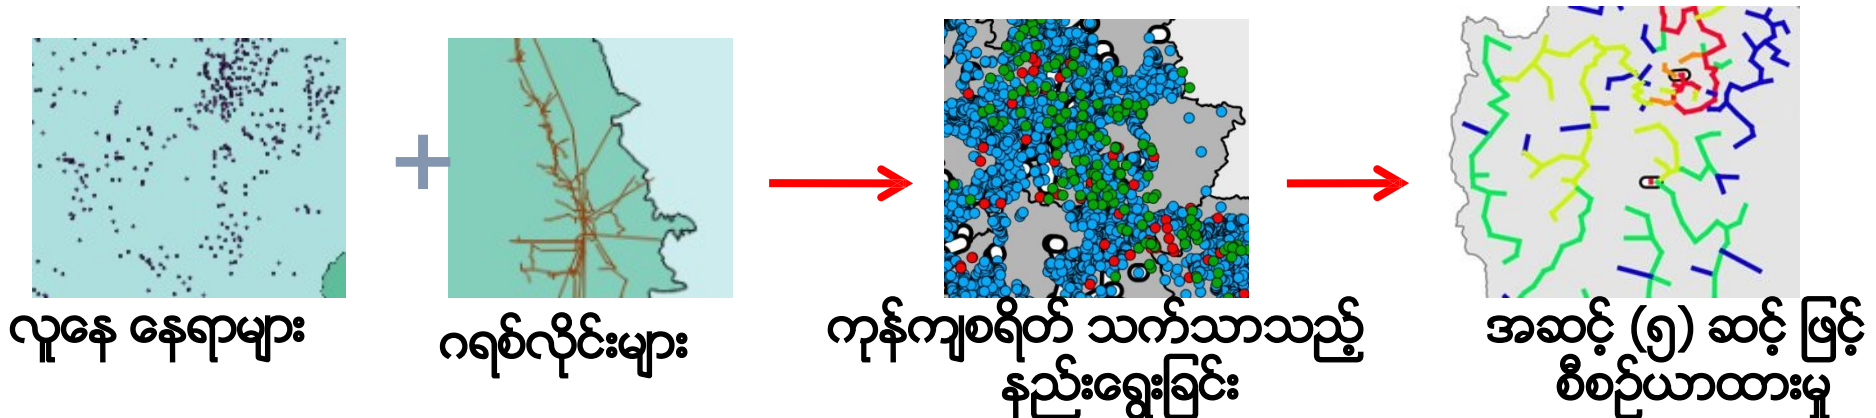 လူနေ နေရာများ
ဂရစ်လိုင်းများ
ကုန်ကျစရိတ် သက်သာသည့်
နည်းရွေးခြင်း
အဆင့် (၅) ဆင့် ဖြင့်
စီစဉ်ယာထားမှု